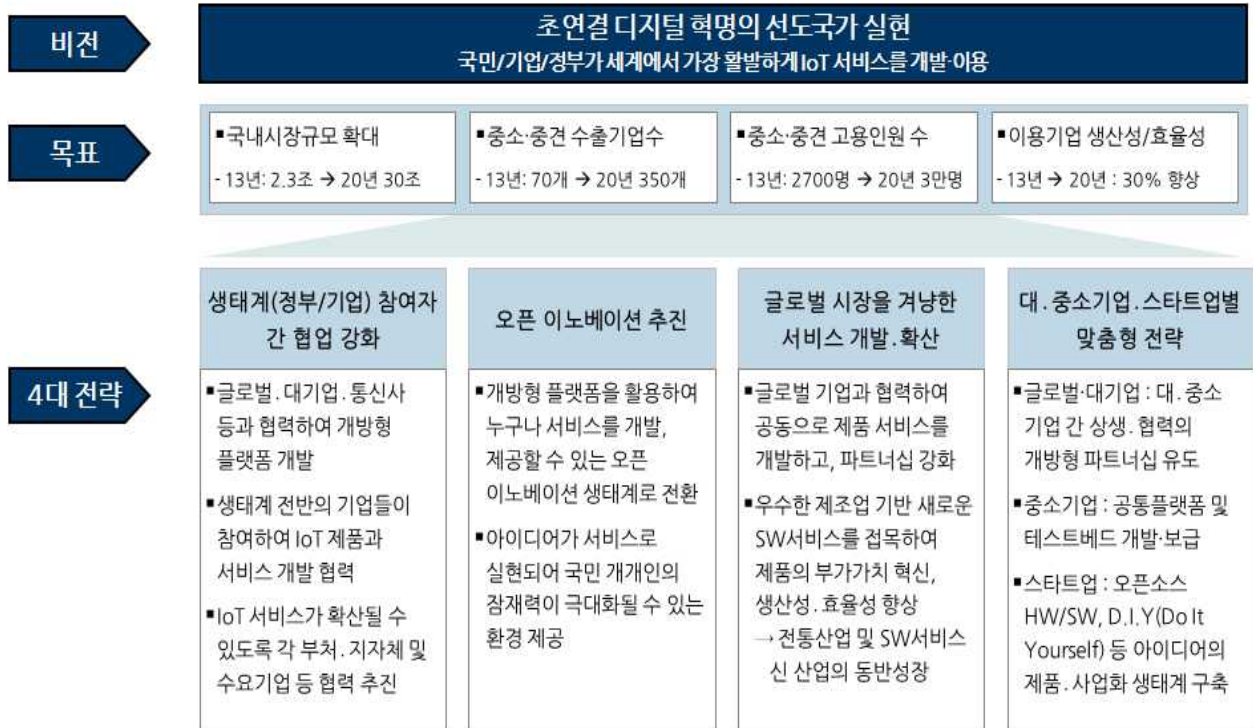 비전
초연결 디지털 혁명의 선도국가 실현
국민/기업/정부가 세계에서 가장 활발하게 IoT 서비스를 개발·이용
목표
▪국내시장규모 확대
- 13년: 2.3조 → 20년 30조
▪중소·중견 수출기업수
- 13년: 70개 → 20년 350개
▪중소·중견 고용인원 수
- 13년: 2700명 → 20년 3만명
▪이용기업 생산성/효율성
- 13년 → 20년 : 30% 향상
4대 전략
생태계(정부/기업) 참여자
간 협업 강화
▪글로벌.대기업.통신사
등과 협력하여 개방형
플랫폼 개발
▪생태계 전반의 기업들이
참여하여 IoT 제품과
서비스 개발 협력
▪IoT 서비스가 확산될 수
있도록 각 부처.지자체 및
수요기업 등 협력 추진
오픈 이노베이션 추진
▪개방형 플랫폼을 활용하여
누구나 서비스를 개발,
제공할 수 있는 오픈
이노베이션 생태계로 전환
▪아이디어가 서비스로
실현되어 국민 개개인의
잠재력이 극대화될 수 있는
환경 제공
글로벌 시장을 겨냥한
서비스 개발.확산
▪글로벌 기업과 협력하여
공동으로 제품 서비스를
개발하고, 파트너십 강화
▪우수한 제조업 기반 새로운
SW서비스를 접목하여
제품의 부가가치 혁신,
생산성.효율성 향상
→ 전통산업 및 SW서비스
신 산업의 동반성장
대.중소기업.스타트업별
맞춤형 전략
▪글로벌·대기업 : 대.중소
기업 간 상생.협력의
개방형 파트너십 유도
▪중소기업 : 공통플랫폼 및
테스트베드 개발·보급
▪스타트업 : 오픈소스
HW/SW, D.I.Y(Do It
Yourself) 등 아이디어의
제품.사업화 생태계 구축